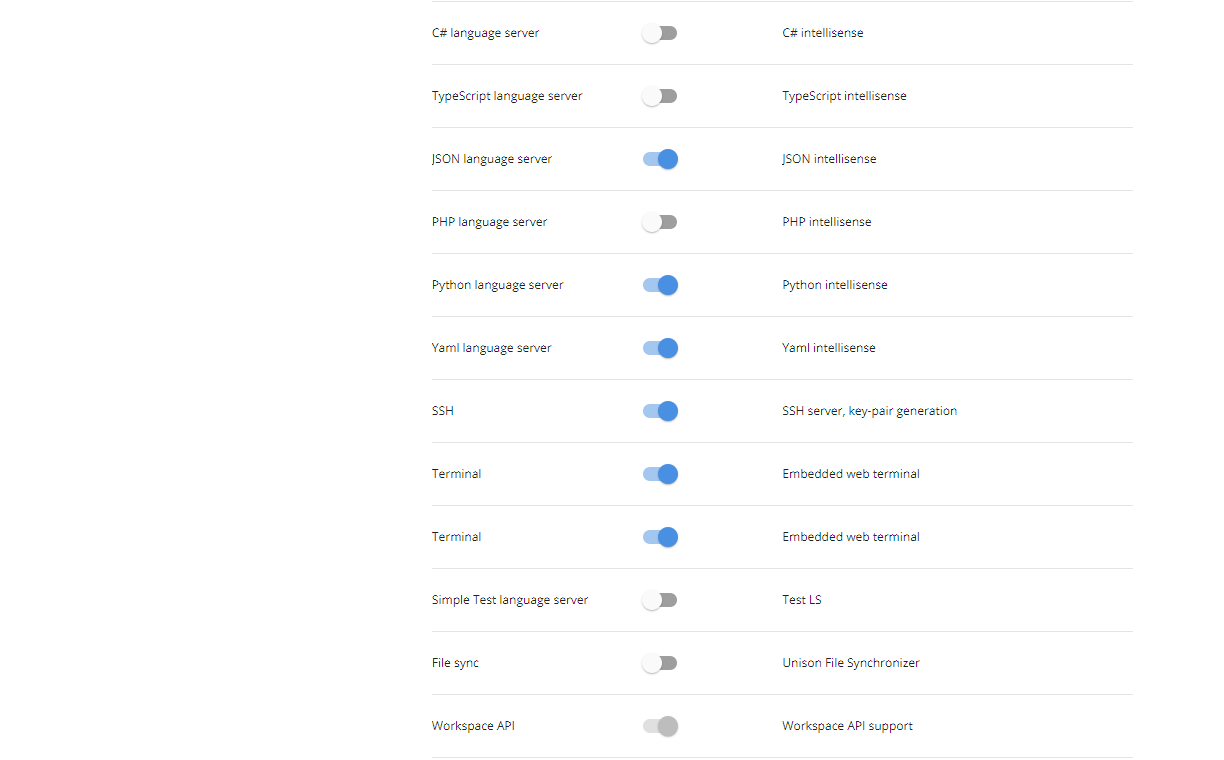 C# language server C# intellisense
TypeScript language server TypeScript intellisense
JSON language server JSON intellisense
PHP language server PHP intellisense
Python language server Python intellisense
Yaml language server Yaml intellisense
SSH SSH server, key-pair generation
Terminal Embedded web terminal
Terminal Embedded web terminal
Simple Test language server Test LS
File sync Unison File Synchronizer
Workspace API Workspace API support